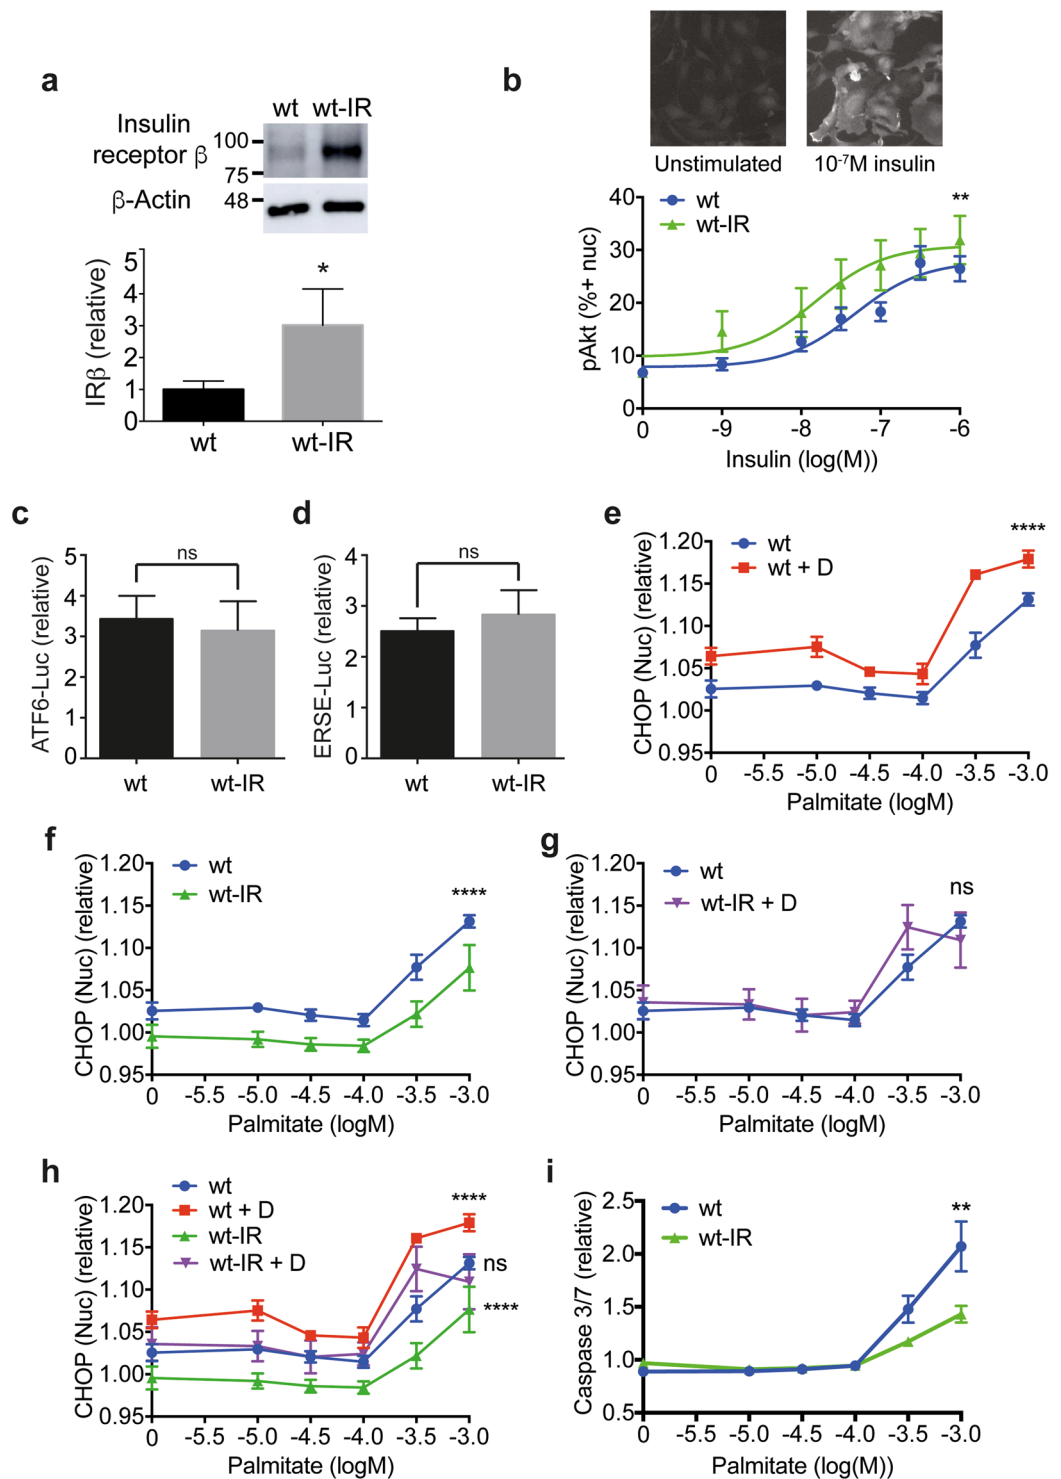 a
wt wt-IR
Insulin
receptor β
100
75
β-Actin
48
IRβ (relative)
5
4
3
2
1
0
*
wt
wt-IR
b
Unstimulated
10⁻⁷M insulin
pAkt (%+ nuc)
40
30
20
10
0
wt
wt-IR
**
0 -9 -8 -7 -6
Insulin (log(M))
c
ATF6-Luc (relative)
5
4
3
2
1
0
ns
wt wt-IR
d
ERSE-Luc (relative)
4
3
2
1
0
ns
wt wt-IR
e
CHOP (Nuc) (relative)
1.20
1.15
1.10
1.05
1.00
0.95
wt
wt + D
****
0 -5.5 -5.0 -4.5 -4.0 -3.5 -3.0
Palmitate (logM)
f
CHOP (Nuc) (relative)
1.20
1.15
1.10
1.05
1.00
0.95
wt
wt-IR
****
0 -5.5 -5.0 -4.5 -4.0 -3.5 -3.0
Palmitate (logM)
g
CHOP (Nuc) (relative)
1.20
1.15
1.10
1.05
1.00
0.95
wt
wt-IR + D
ns
0 -5.5 -5.0 -4.5 -4.0 -3.5 -3.0
Palmitate (logM)
h
CHOP (Nuc) (relative)
1.20
1.15
1.10
1.05
1.00
0.95
wt
wt + D
wt-IR
wt-IR + D
****
ns
****
0 -5.5 -5.0 -4.5 -4.0 -3.5 -3.0
Palmitate (logM)
i
Caspase 3/7 (relative)
2.5
2.0
1.5
1.0
0.5
wt
wt-IR
**
0 -5.5 -5.0 -4.5 -4.0 -3.5 -3.0
Palmitate (log(M))